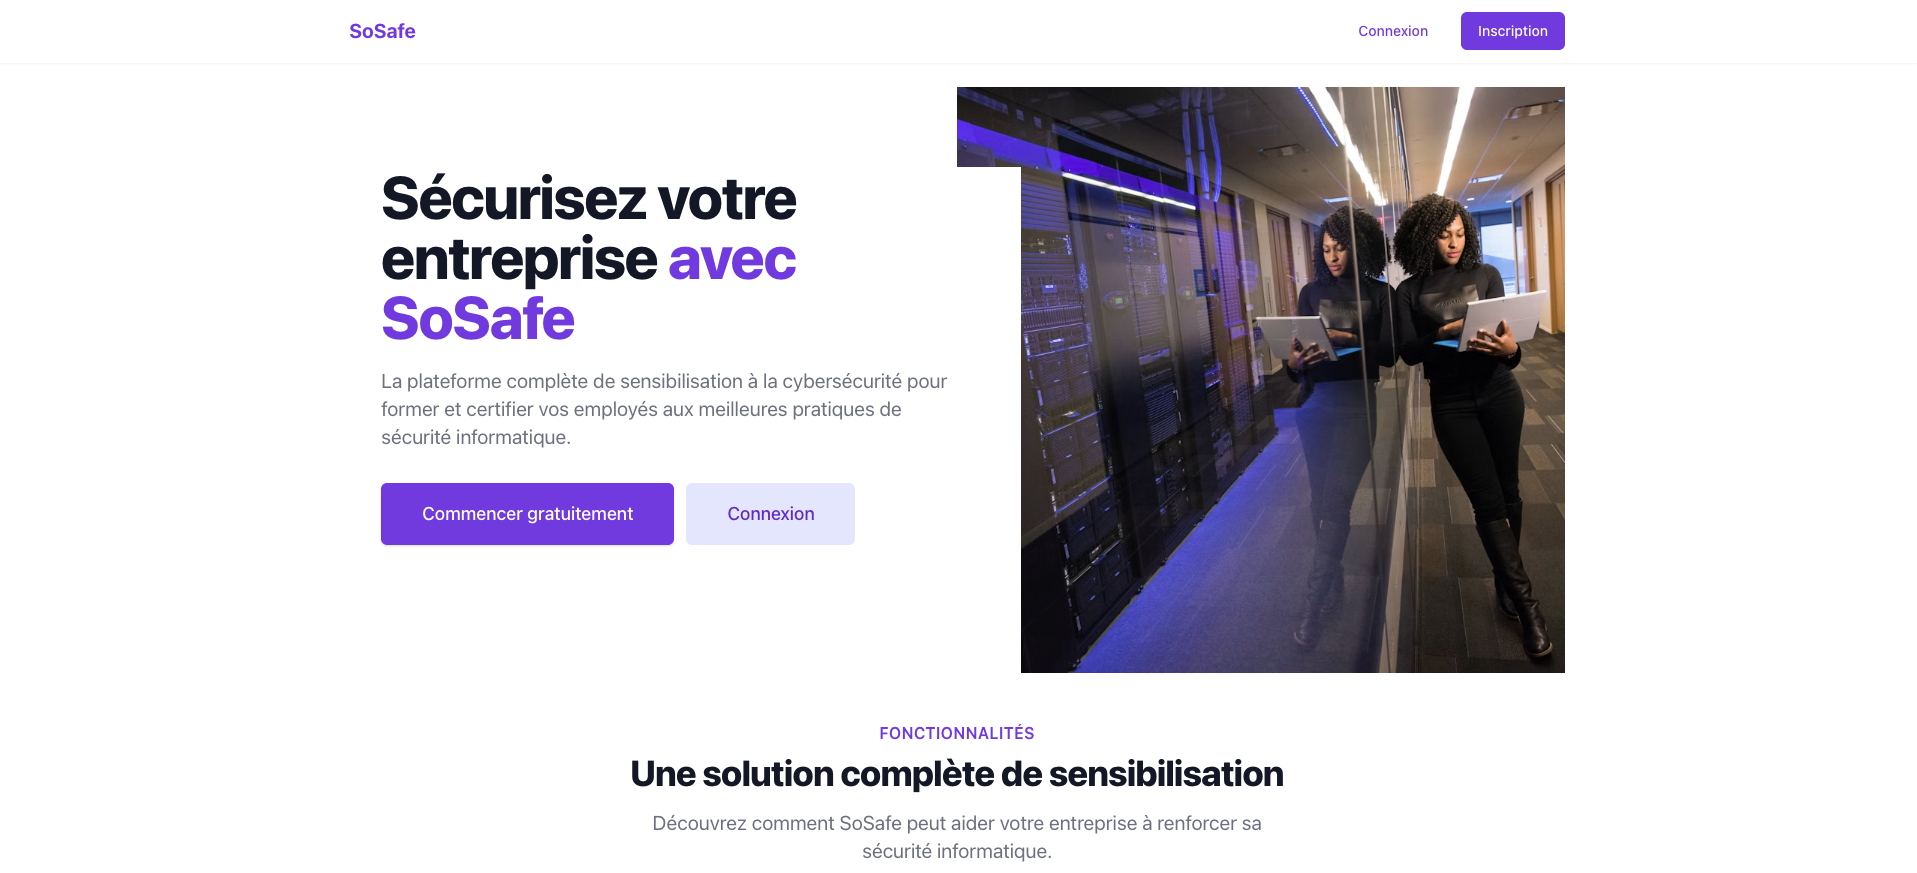 SoSafe
Connexion
Inscription
Sécurisez votre
entreprise avec
SoSafe
La plateforme complète de sensibilisation à la cybersécurité pour
former et certifier vos employés aux meilleures pratiques de
sécurité informatique.
Commencer gratuitement
Connexion
FONCTIONNALITÉS
Une solution complète de sensibilisation
Découvrez comment SoSafe peut aider votre entreprise à renforcer sa
sécurité informatique.